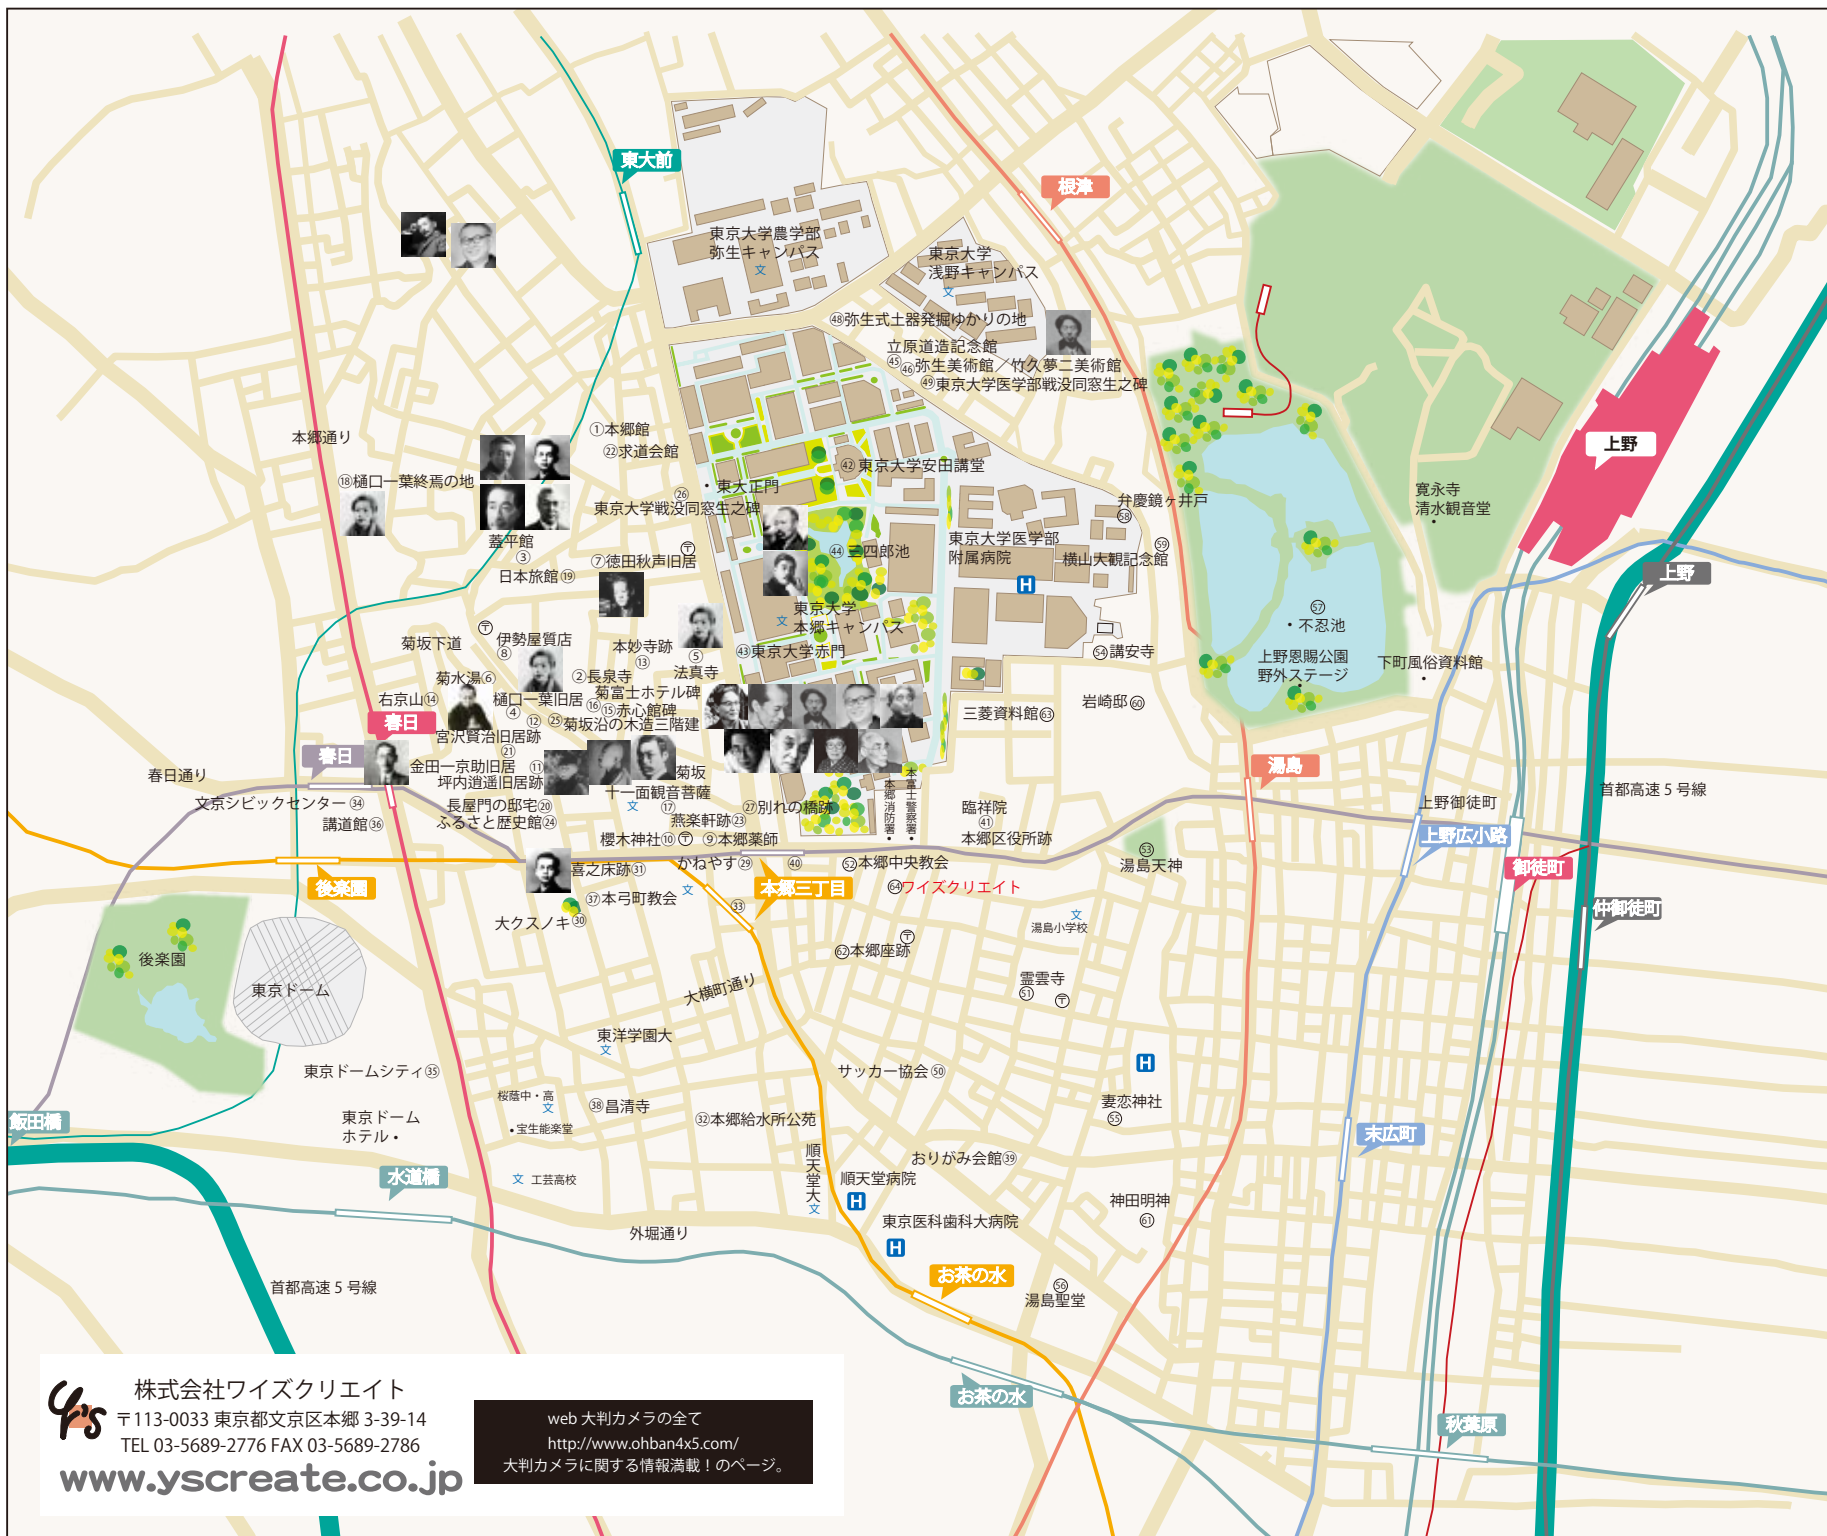 東大前
根津
東京大学農学部
弥生キャンパス
文
東京大学
浅野キャンパス
文
㊽弥生式土器発掘ゆかりの地
立原道造記念館
㊺㊻弥生美術館／竹久夢二美術館
㊾東京大学医学部戦没同窓生之碑
本郷通り
①本郷館
㉒求道会館
上野
⑱樋口一葉終焉の地
㊷東京大学安田講堂
・東大正門
㉖
東京大学戦没同窓生之碑
弁慶鏡ヶ井戸
58
寛永寺
清水観音堂
蓋平館
③
日本旅館⑲
⑦徳田秋声旧居
〒
㊹三四郎池
東京大学医学部
附属病院
59
横山大観記念館
H
上野
東京大学
文
本郷キャンパス
57
・不忍池
菊坂下道
〒
伊勢屋質店
⑧
本妙寺跡
⑬
⑤
法真寺
㊸東京大学赤門
54講安寺
上野恩賜公園
野外ステージ
下町風俗資料館
菊水湯⑥
②長泉寺
右京山⑭
樋口一葉旧居
④
菊富士ホテル碑
⑯⑮赤心館碑
⑫㉕菊坂沿の木造三階建
三菱資料館63
岩崎邸60
春日
宮沢賢治旧居跡
㉑
春日
金田一京助旧居
⑪
坪内逍遥旧居跡
菊坂
湯島
春日通り
文京シビックセンター㉞
講道館㊱
長屋門の邸宅⑳
ふるさと歴史館㉔
十一面観音菩薩
文
⑰
燕楽軒跡㉓
㉗別れの橋跡
本郷消防署・
本富士警察署・
臨祥院
㊶
本郷区役所跡
首都高速 5 号線
上野御徒町
上野広小路
櫻木神社⑩〒
⑨本郷薬師
かねやす㉙
㊵
52本郷中央教会
53
湯島天神
御徒町
後楽園
喜之床跡㉛
㊲本弓町教会
文
本郷三丁目
㉝
64ワイズクリエイト
仲御徒町
大クスノキ㉚
文
湯島小学校
62本郷座跡
〒
後楽園
東京ドーム
大横町通り
霊雲寺
51
〒
東洋学園大
文
東京ドームシティ㉟
サッカー協会㊿
H
桜蔭中・高
文
㊳昌清寺
㉜本郷給水所公苑
妻恋神社
55
飯田橋
東京ドーム
ホテル・
・宝生能楽堂
末広町
順天堂大
文
おりがみ会館㊴
水道橋
文 工芸高校
順天堂病院
H
神田明神
61
外堀通り
東京医科歯科大病院
H
お茶の水
首都高速 5 号線
56
湯島聖堂
お茶の水
秋葉原
Y's
株式会社ワイズクリエイト
〒113-0033 東京都文京区本郷 3-39-14
TEL 03-5689-2776 FAX 03-5689-2786
www.yscreate.co.jp
web 大判カメラの全て
http://www.ohban4x5.com/
大判カメラに関する情報満載！のページ。